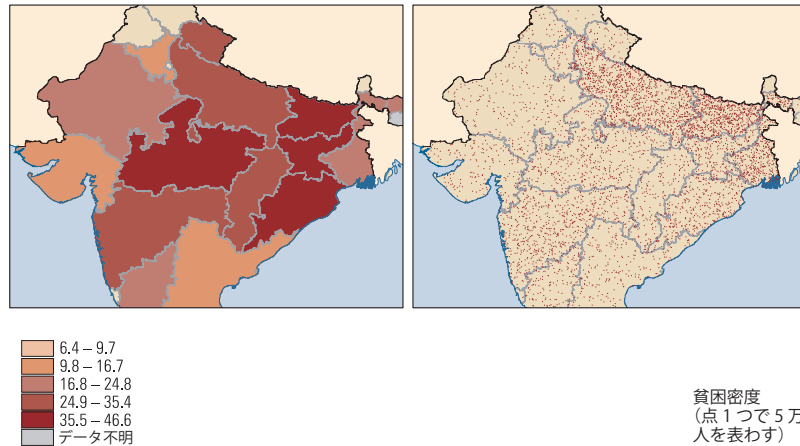 6.4 – 9.7
9.8 – 16.7
16.8 – 24.8
24.9 – 35.4
35.5 – 46.6
データ不明
貧困密度
(点1つで5万
人を表わす)